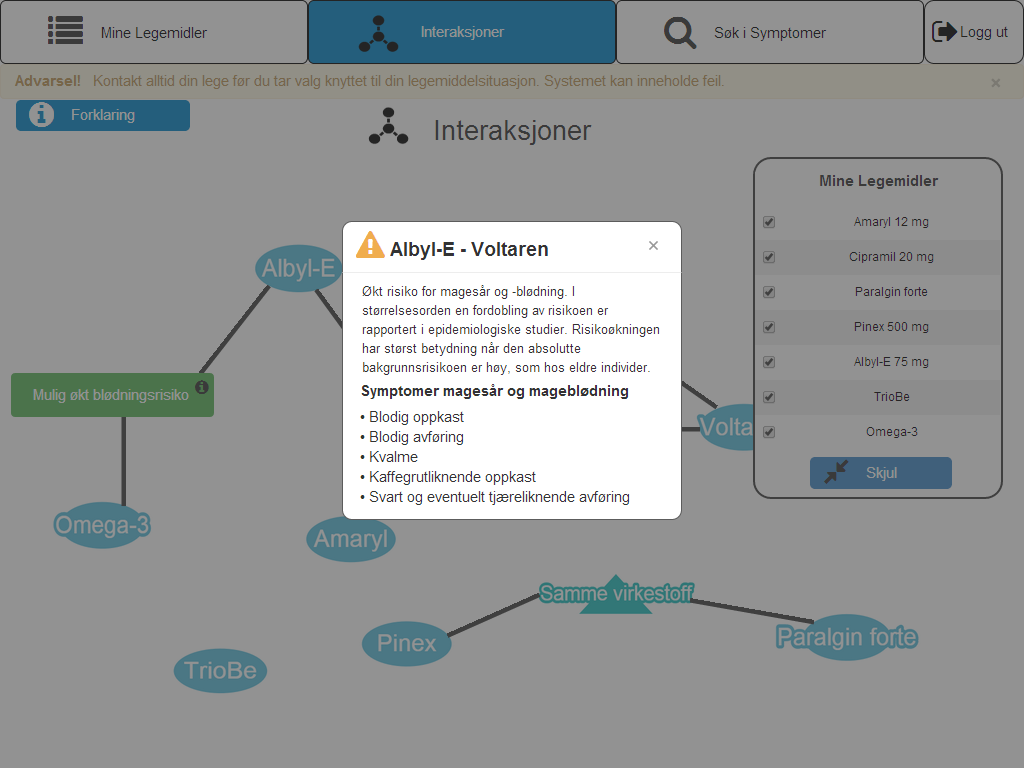 Mine Legemidler
Interaksjoner
Søk i Symptomer
Logg ut
Advarsel! Kontakt alltid din lege før du tar valg knyttet til din legemiddelsituasjon. Systemet kan inneholde feil.
×
Forklaring
Interaksjoner
Mine Legemidler
Amaryl 12 mg
Cipramil 20 mg
Paralgin forte
Pinex 500 mg
Albyl-E 75 mg
TrioBe
Omega-3
Skjul
Albyl-E - Voltaren
×
Økt risiko for magesår og -blødning. I
størrelsesorden en fordobling av risikoen er
rapportert i epidemiologiske studier. Risikoøkningen
har størst betydning når den absolutte
bakgrunnsrisikoen er høy, som hos eldre individer.
Symptomer magesår og mageblødning
• Blodig oppkast
• Blodig avføring
• Kvalme
• Kaffegrutliknende oppkast
• Svart og eventuelt tjæreliknende avføring
Albyl-E
Mulig økt blødningsrisiko
Volta
Omega-3
Amaryl
Samme virkestoff
Pinex
Paralgin forte
TrioBe